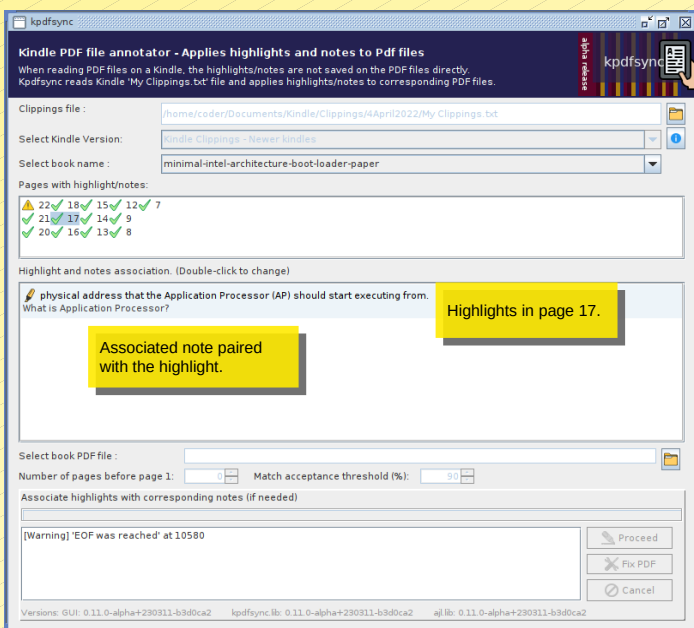 kpdfsync
Kindle PDF file annotator - Applies highlights and notes to Pdf files
When reading PDF files on a Kindle, the highlights/notes are not saved on the PDF files directly.
Kpdfsync reads Kindle 'My Clippings.txt' file and applies highlights/notes to corresponding PDF files.
alpha release
kpdfsync
Clippings file :
/home/coder/Documents/Kindle/Clippings/4April2022/My Clippings.txt
Select Kindle Version:
Kindle Clippings - Newer kindles
Select book name :
minimal-intel-architecture-boot-loader-paper
Pages with highlight/notes:
22 18 15 12 7
21 17 14 9
20 16 13 8
Highlight and notes association. (Double-click to change)
physical address that the Application Processor (AP) should start executing from.
What is Application Processor?
Highlights in page 17.
Associated note paired
with the highlight.
Select book PDF file :
Number of pages before page 1: 0 Match acceptance threshold (%): 90
Associate highlights with corresponding notes (if needed)
[Warning] 'EOF was reached' at 10580
Proceed
Fix PDF
Cancel
Versions: GUI: 0.11.0-alpha+230311-b3d0ca2 kpdfsync.lib: 0.11.0-alpha+230311-b3d0ca2 ajl.lib: 0.11.0-alpha+230311-b3d0ca2